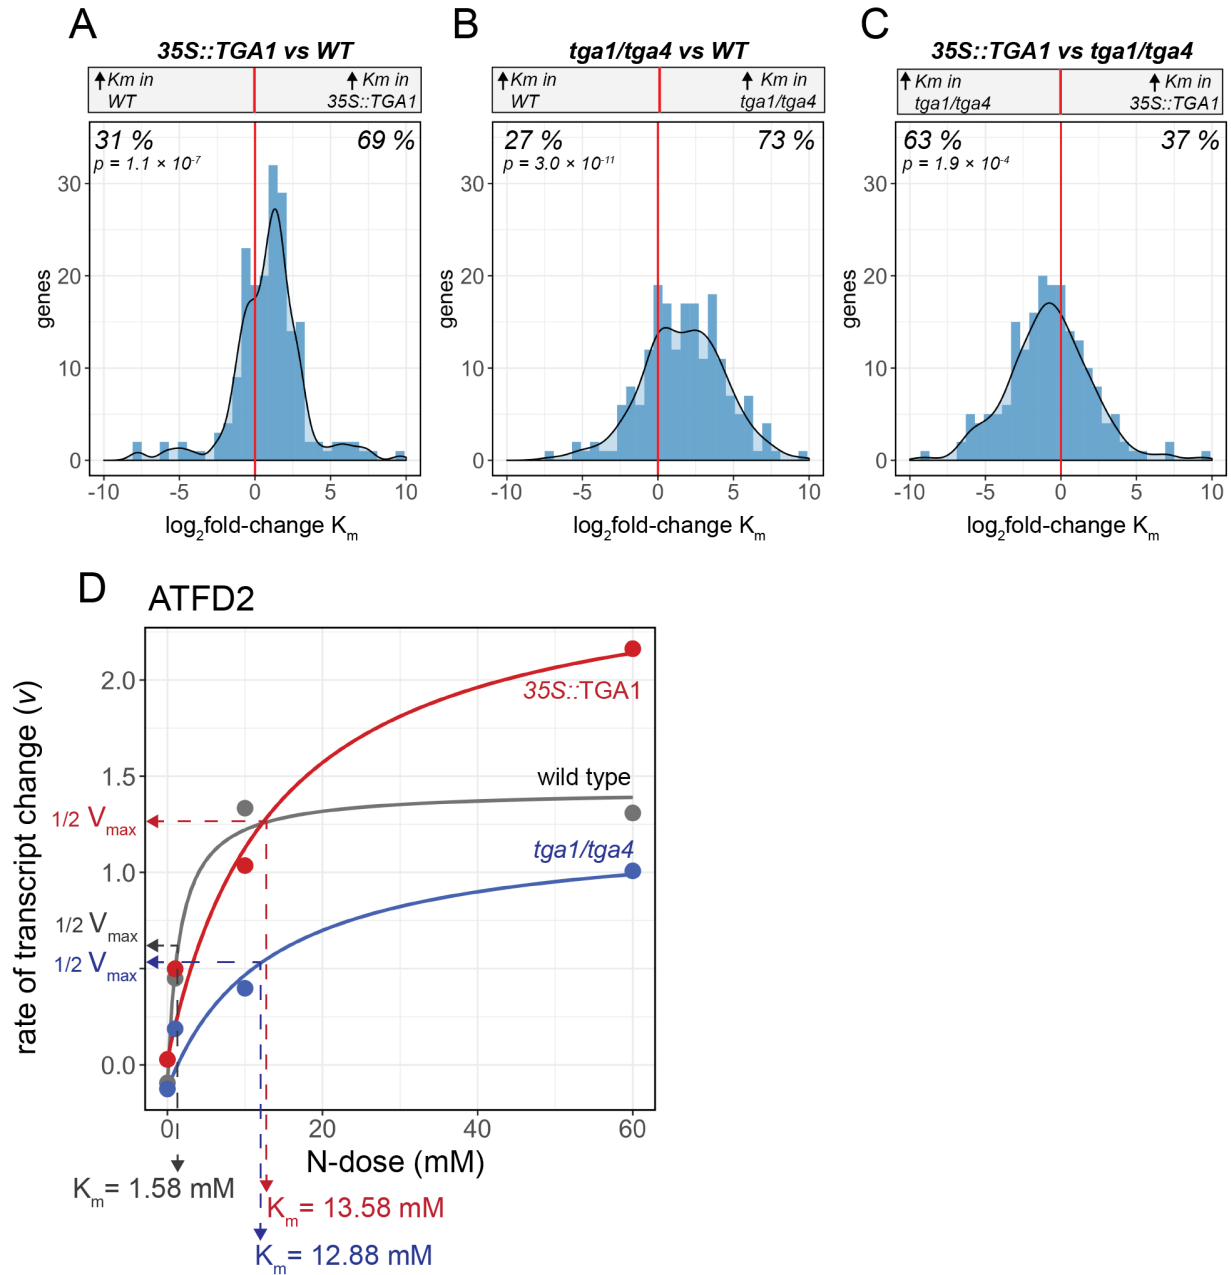 A
35S::TGA1 vs WT
↑Km in
WT
↑ Km in
35S::TGA1
31 %
69 %
p = 1.1 × 10⁻⁷
30
20
10
0
genes
-10 -5 0 5 10
log₂fold-change Kₘ
B
tga1/tga4 vs WT
↑Km in
WT
↑ Km in
tga1/tga4
27 %
73 %
p = 3.0 × 10⁻¹¹
30
20
10
0
genes
-10 -5 0 5 10
log₂fold-change Kₘ
C
35S::TGA1 vs tga1/tga4
↑Km in
tga1/tga4
↑ Km in
35S::TGA1
63 %
37 %
p = 1.9 × 10⁻⁴
30
20
10
0
genes
-10 -5 0 5 10
log₂fold-change Kₘ
D
ATFD2
rate of transcript change (v)
2.0
1.5
1.0
0.0
1/2 Vmax
1/2 Vmax
1/2 Vmax
35S::TGA1
wild type
tga1/tga4
0 20 40 60
N-dose (mM)
Kₘ= 1.58 mM
Kₘ= 13.58 mM
Kₘ= 12.88 mM